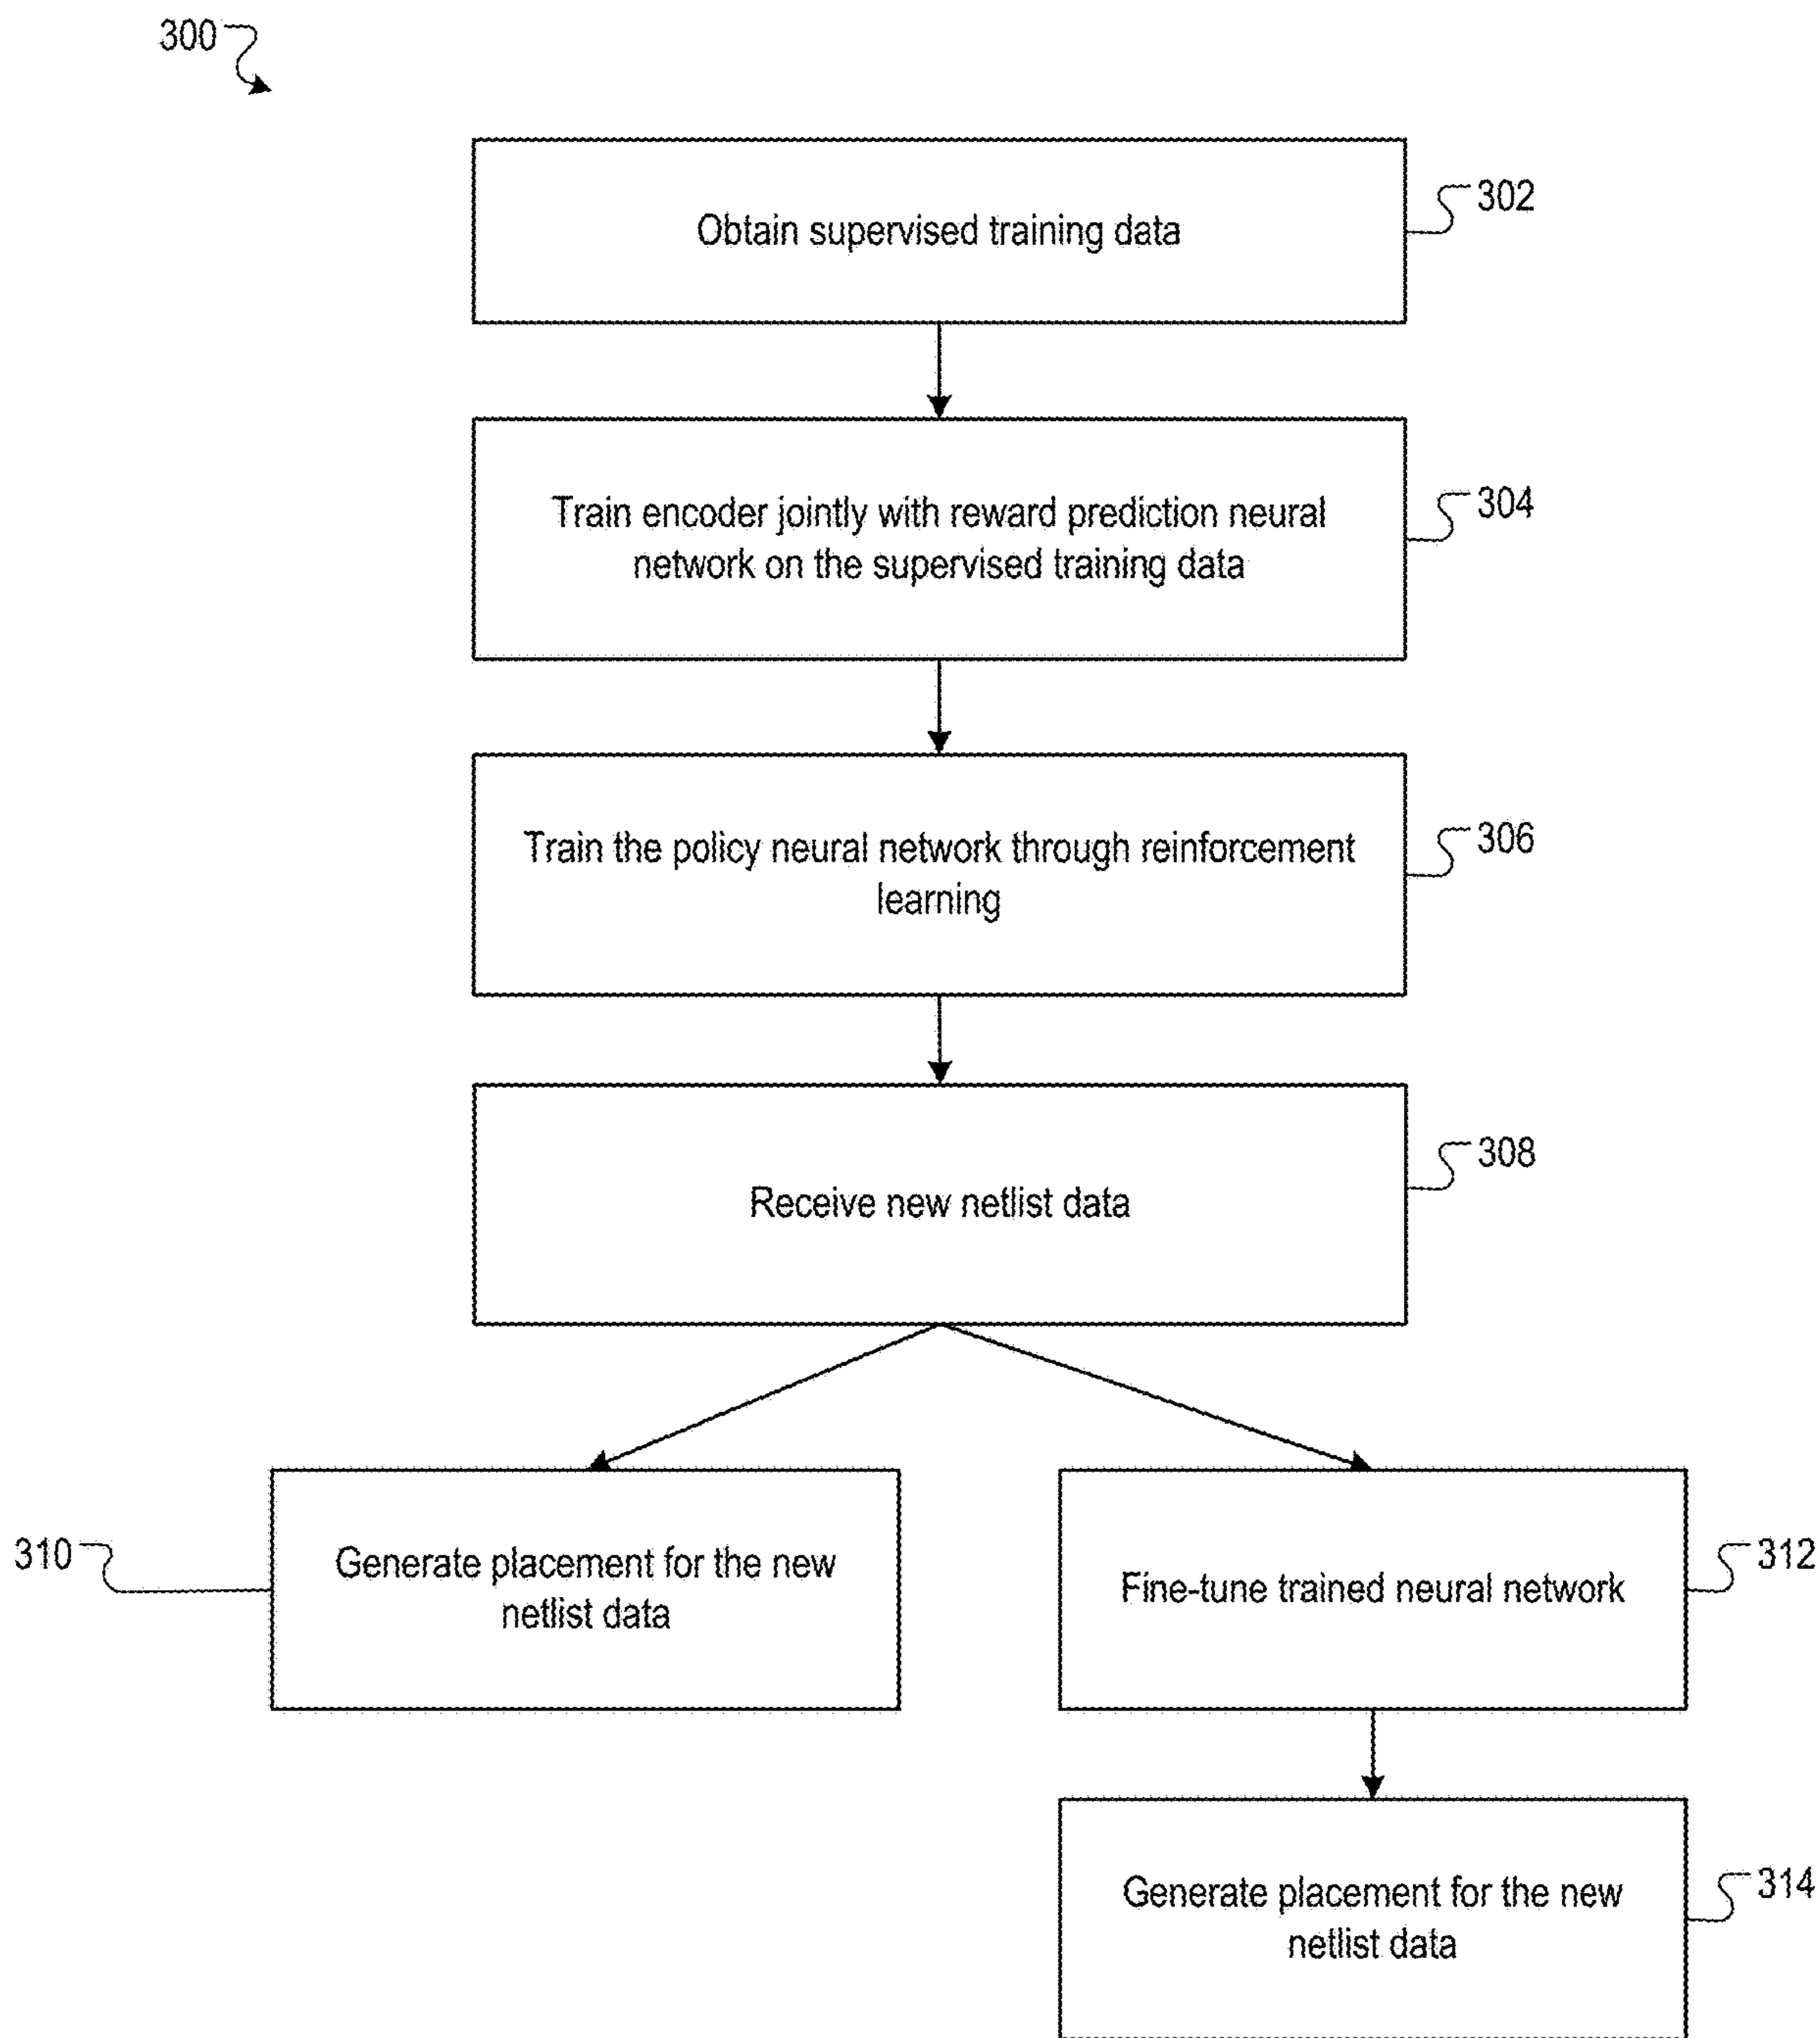 300
Obtain supervised training data
302
Train encoder jointly with reward prediction neural
network on the supervised training data
304
Train the policy neural network through reinforcement
learning
306
Receive new netlist data
308
310
Generate placement for the new
netlist data
Fine-tune trained neural network
312
Generate placement for the new
netlist data
314